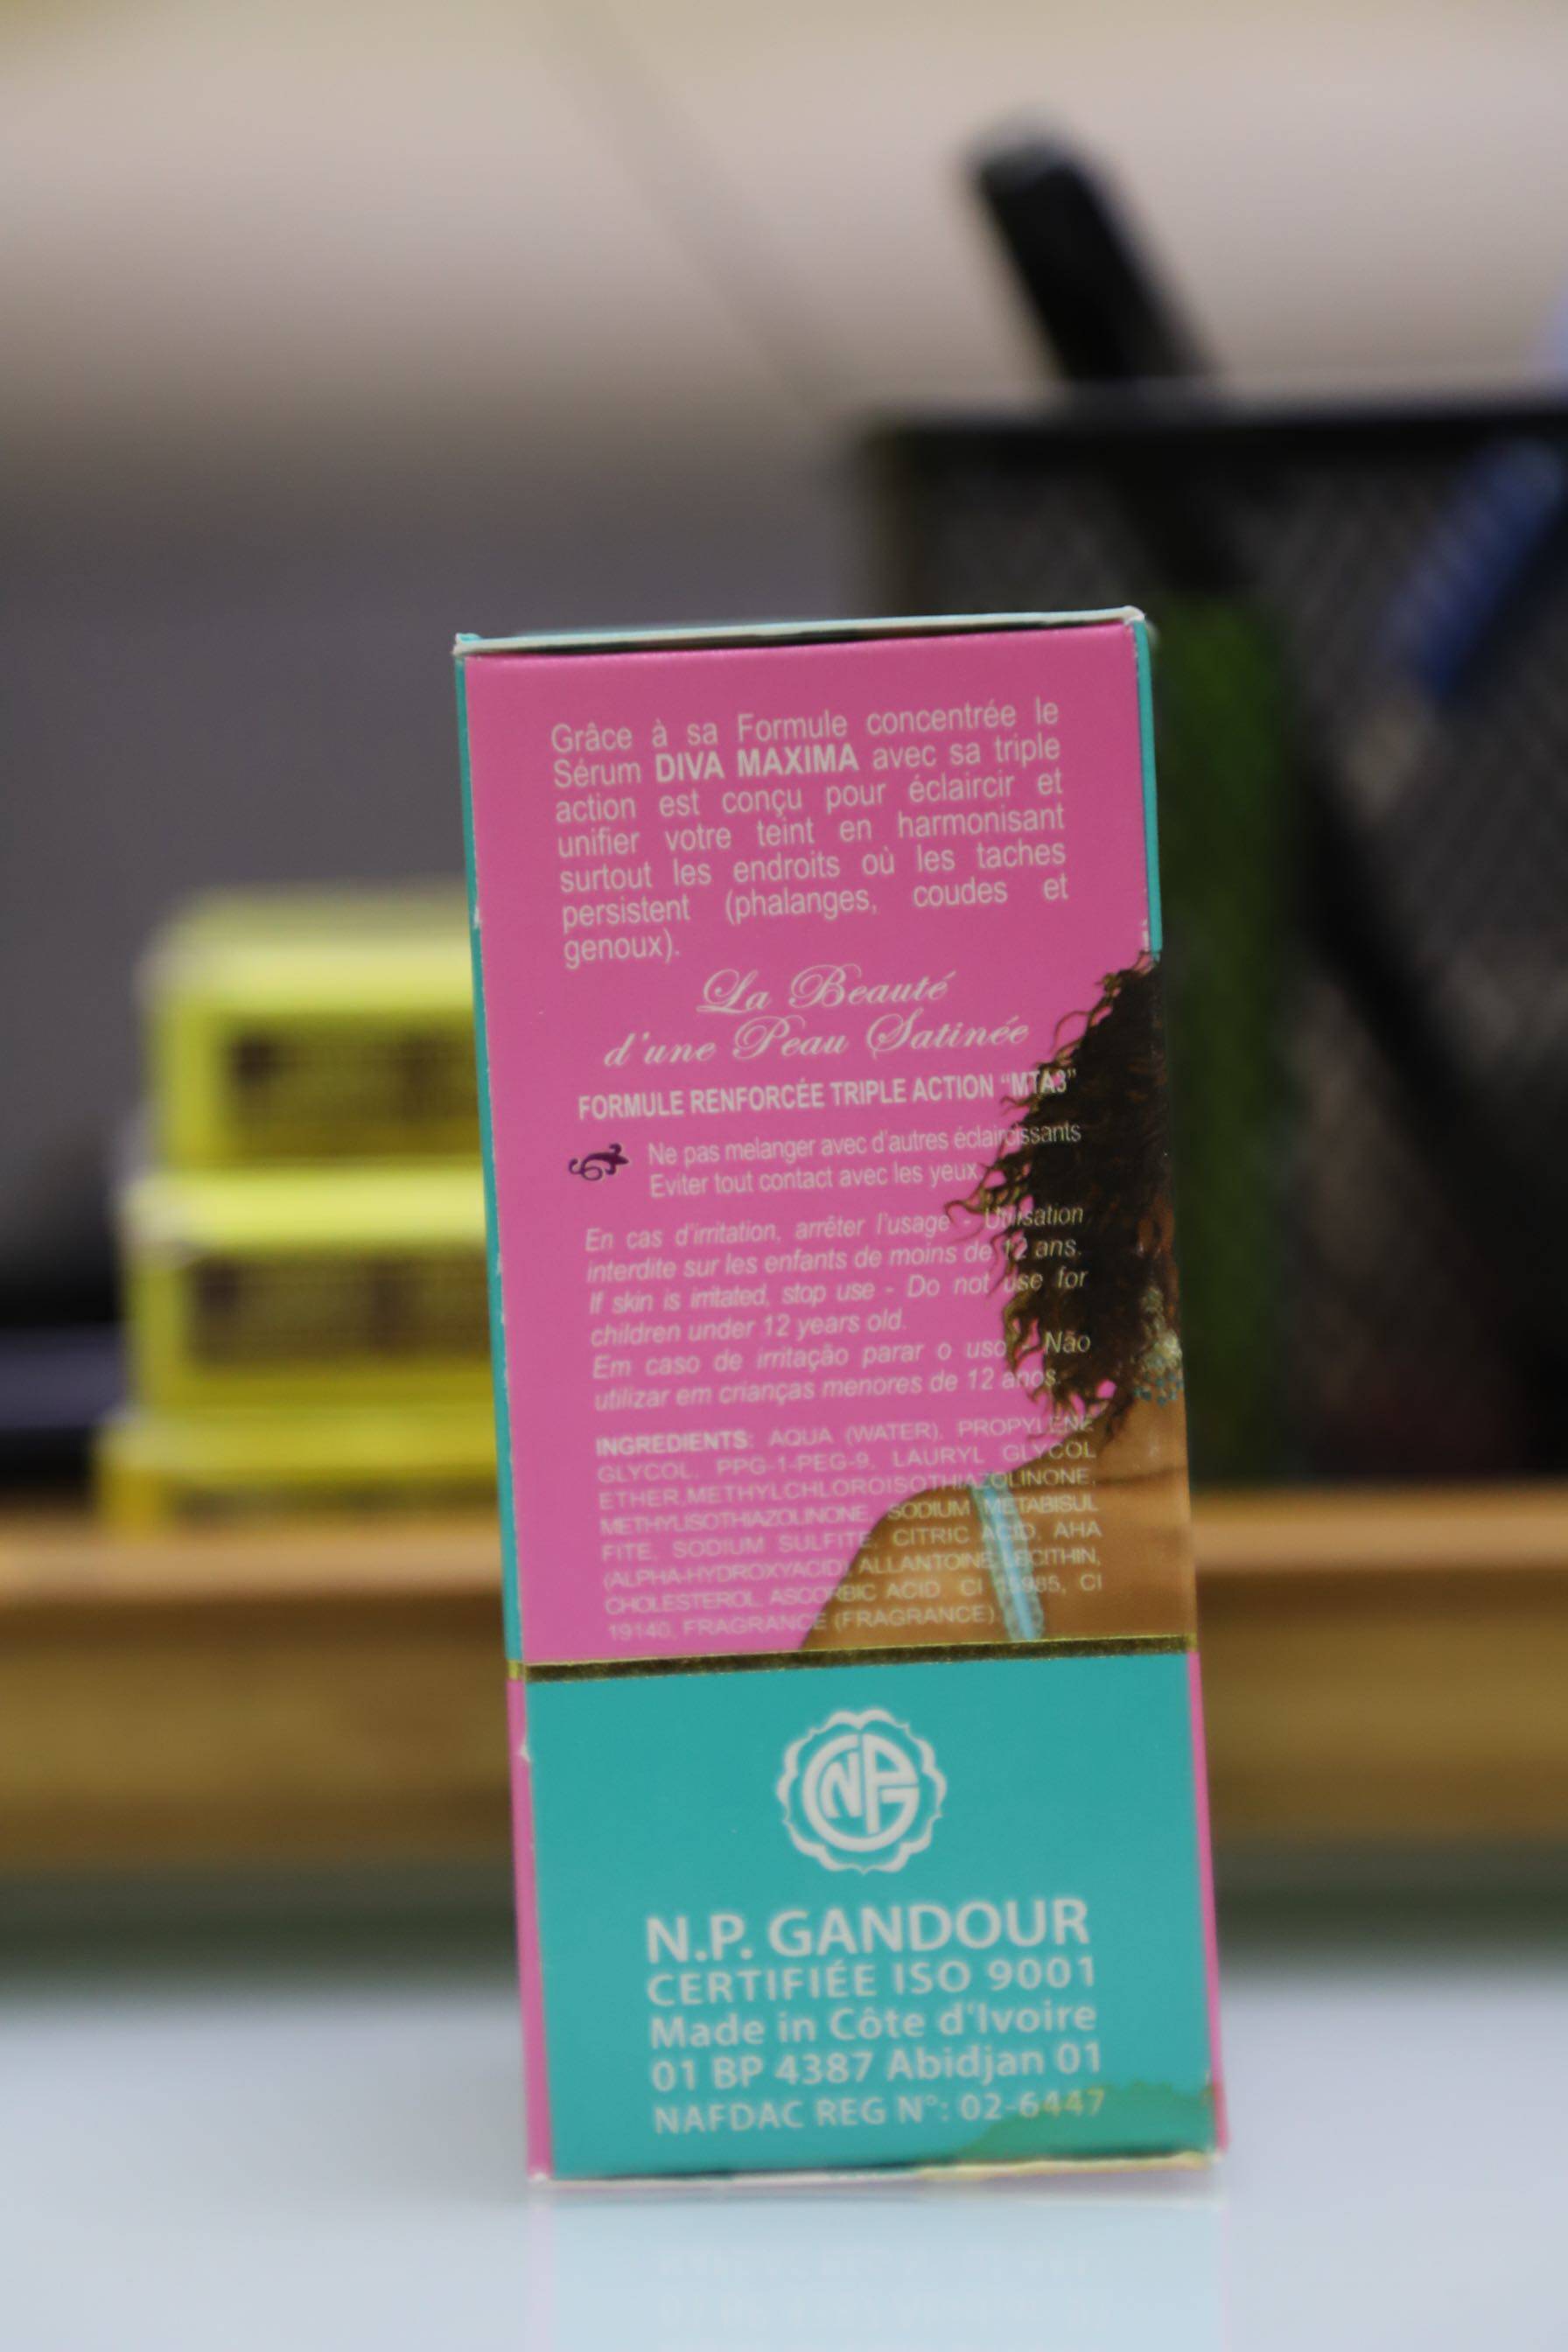 Grâce à sa Formule concentrée le
Sérum DIVA MAXIMA avec sa triple
action est conçu pour éclaircir et
unifier votre teint en harmonisant
surtout les endroits où les taches
persistent (phalanges, coudes et
genoux).
La Beauté
d'une Peau Satinée
FORMULE RENFORCÉE TRIPLE ACTION “MTA3”
Ne pas melanger avec d'autres éclaircissants
Eviter tout contact avec les yeux
En cas d'irritation, arrêter l'usage - Utilisation
interdite sur les enfants de moins de 12 ans.
If skin is irritated, stop use - Do not use for
children under 12 years old.
Em caso de irritação parar o uso - Não
utilizar em crianças menores de 12 anos.
INGREDIENTS: AQUA (WATER), PROPYLENE
GLYCOL, PPG-1-PEG-9, LAURYL GLYCOL
ETHER,METHYLCHLOROISOTHIAZOLINONE,
METHYLISOTHIAZOLINONE, SODIUM METABISUL
FITE, SODIUM SULFITE, CITRIC ACID, AHA
(ALPHA-HYDROXYACID), ALLANTOINE LECITHIN,
CHOLESTEROL, ASCORBIC ACID CI 15985, CI
19140, FRAGRANCE (FRAGRANCE).
NPG
N.P. GANDOUR
CERTIFIÉE ISO 9001
Made in Côte d'Ivoire
01 BP 4387 Abidjan 01
NAFDAC REG N°: 02-6447